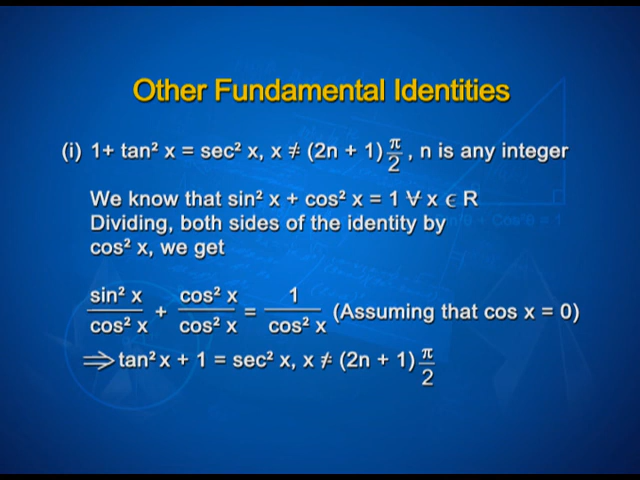 Other Fundamental Identities
(i) 1+ tan² x = sec² x, x ≠ (2n + 1) π/2 , n is any integer
We know that sin² x + cos² x = 1 ∀ x ϵ R
Dividing, both sides of the identity by
cos² x, we get
sin² x / cos² x + cos² x / cos² x = 1 / cos² x (Assuming that cos x = 0)
⇒ tan² x + 1 = sec² x, x ≠ (2n + 1) π/2